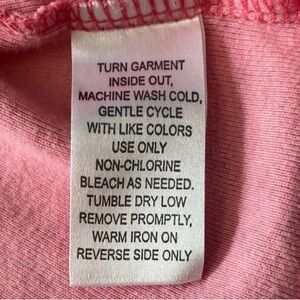 TURN GARMENT
INSIDE OUT,
MACHINE WASH COLD,
GENTLE CYCLE
WITH LIKE COLORS
USE ONLY
NON-CHLORINE
BLEACH AS NEEDED.
TUMBLE DRY LOW
REMOVE PROMPTLY,
WARM IRON ON
REVERSE SIDE ONLY